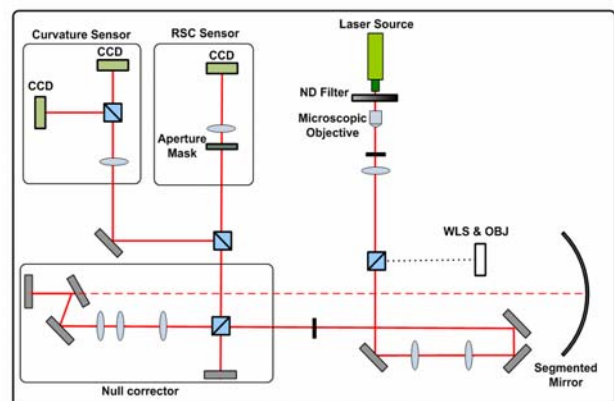 Curvature Sensor
CCD
CCD
RSC Sensor
CCD
Aperture
Mask
Laser Source
ND Filter
Microscopic
Objective
WLS & OBJ
Segmented
Mirror
Null corrector